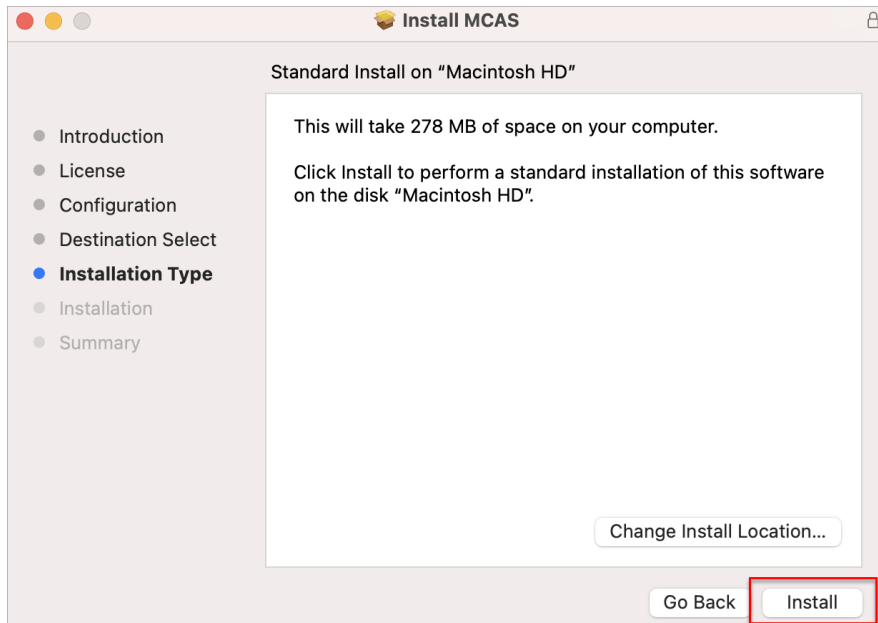 Install MCAS
Standard Install on “Macintosh HD”
Introduction
License
Configuration
Destination Select
Installation Type
Installation
Summary
This will take 278 MB of space on your computer.
Click Install to perform a standard installation of this software
on the disk “Macintosh HD”.
Change Install Location...
Go Back
Install